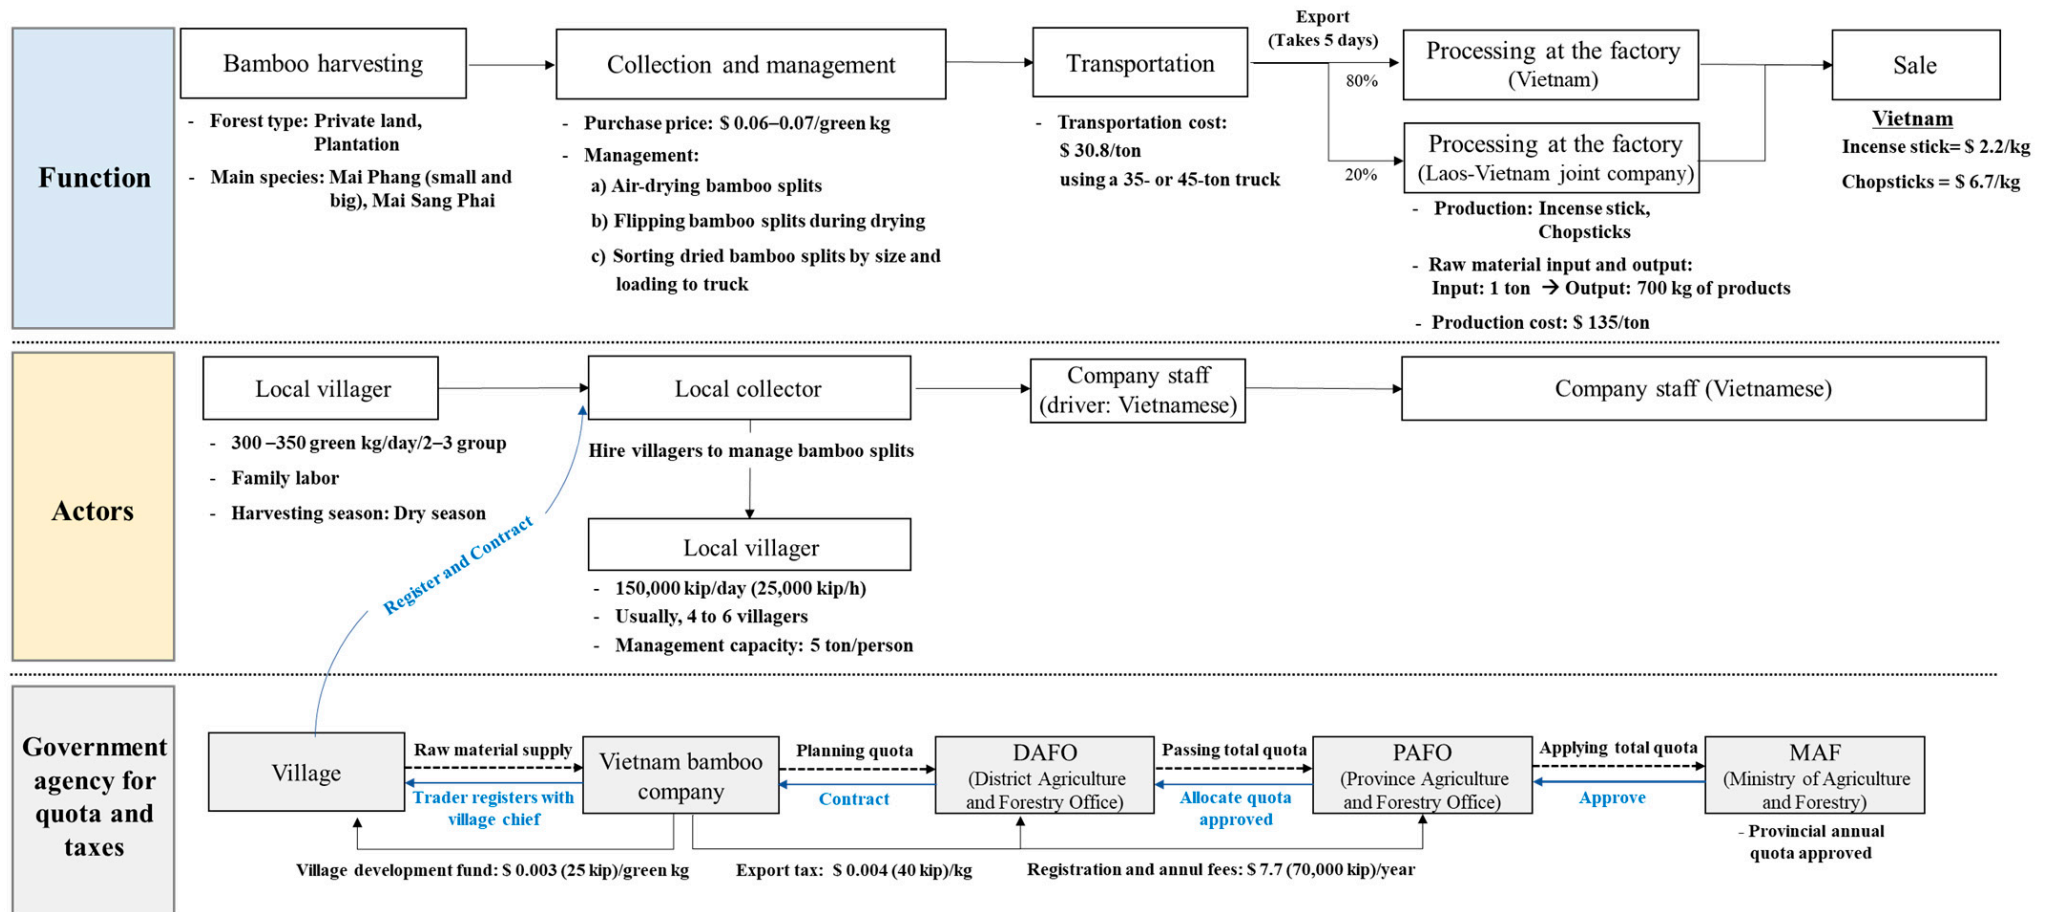 Function
Bamboo harvesting
- Forest type: Private land,
Plantation
- Main species: Mai Phang (small and
big), Mai Sang Phai
Collection and management
- Purchase price: $ 0.06–0.07/green kg
- Management:
a) Air-drying bamboo splits
b) Flipping bamboo splits during drying
c) Sorting dried bamboo splits by size and
loading to truck
Transportation
- Transportation cost:
$ 30.8/ton
using a 35- or 45-ton truck
Export
(Takes 5 days)
80%
20%
Processing at the factory
(Vietnam)
Processing at the factory
(Laos-Vietnam joint company)
- Production: Incense stick,
Chopsticks
- Raw material input and output:
Input: 1 ton → Output: 700 kg of products
- Production cost: $ 135/ton
Sale
Vietnam
Incense stick= $ 2.2/kg
Chopsticks = $ 6.7/kg
Actors
Local villager
- 300 –350 green kg/day/2–3 group
- Family labor
- Harvesting season: Dry season
Register and Contract
Local collector
Hire villagers to manage bamboo splits
Local villager
- 150,000 kip/day (25,000 kip/h)
- Usually, 4 to 6 villagers
- Management capacity: 5 ton/person
Company staff
(driver: Vietnamese)
Company staff (Vietnamese)
Government
agency for
quota and
taxes
Village
Raw material supply
Trader registers with
village chief
Vietnam bamboo
company
Planning quota
Contract
DAFO
(District Agriculture
and Forestry Office)
Passing total quota
Allocate quota
approved
PAFO
(Province Agriculture
and Forestry Office)
Applying total quota
Approve
MAF
(Ministry of Agriculture
and Forestry)
- Provincial annual
quota approved
Village development fund: $ 0.003 (25 kip)/green kg
Export tax: $ 0.004 (40 kip)/kg
Registration and annul fees: $ 7.7 (70,000 kip)/year